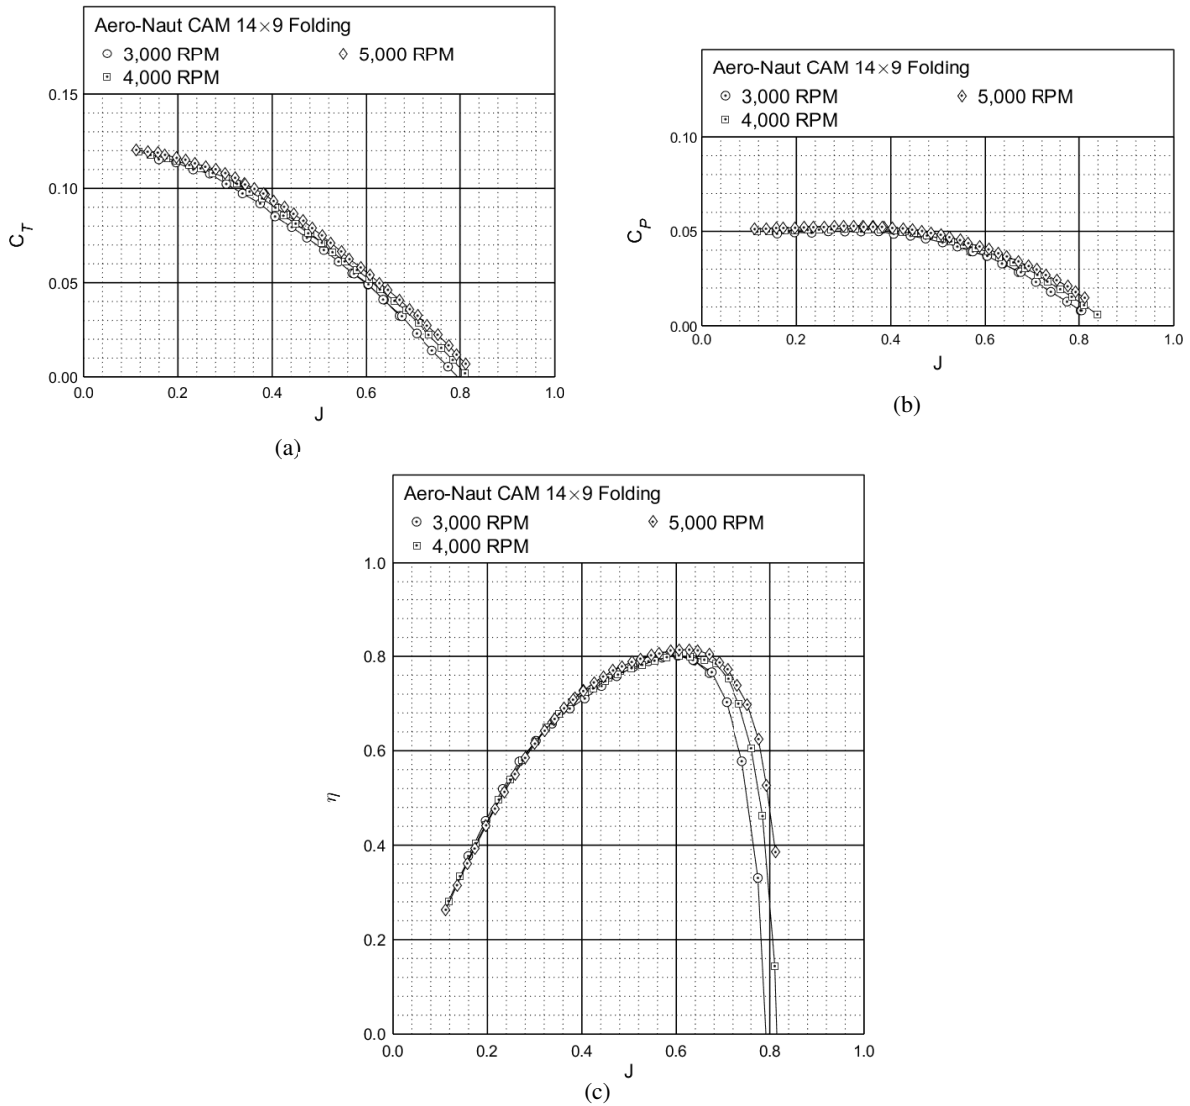 Aero-Naut CAM 14×9 Folding
3,000 RPM
5,000 RPM
4,000 RPM
0.15
0.10
0.05
0.00
C_T
0.0 0.2 0.4 0.6 0.8 1.0
J
(a)
Aero-Naut CAM 14×9 Folding
3,000 RPM
5,000 RPM
4,000 RPM
0.10
0.05
0.00
C_P
0.0 0.2 0.4 0.6 0.8 1.0
J
(b)
Aero-Naut CAM 14×9 Folding
3,000 RPM
5,000 RPM
4,000 RPM
1.0
0.8
0.6
0.4
0.2
0.0
η
0.0 0.2 0.4 0.6 0.8 1.0
J
(c)